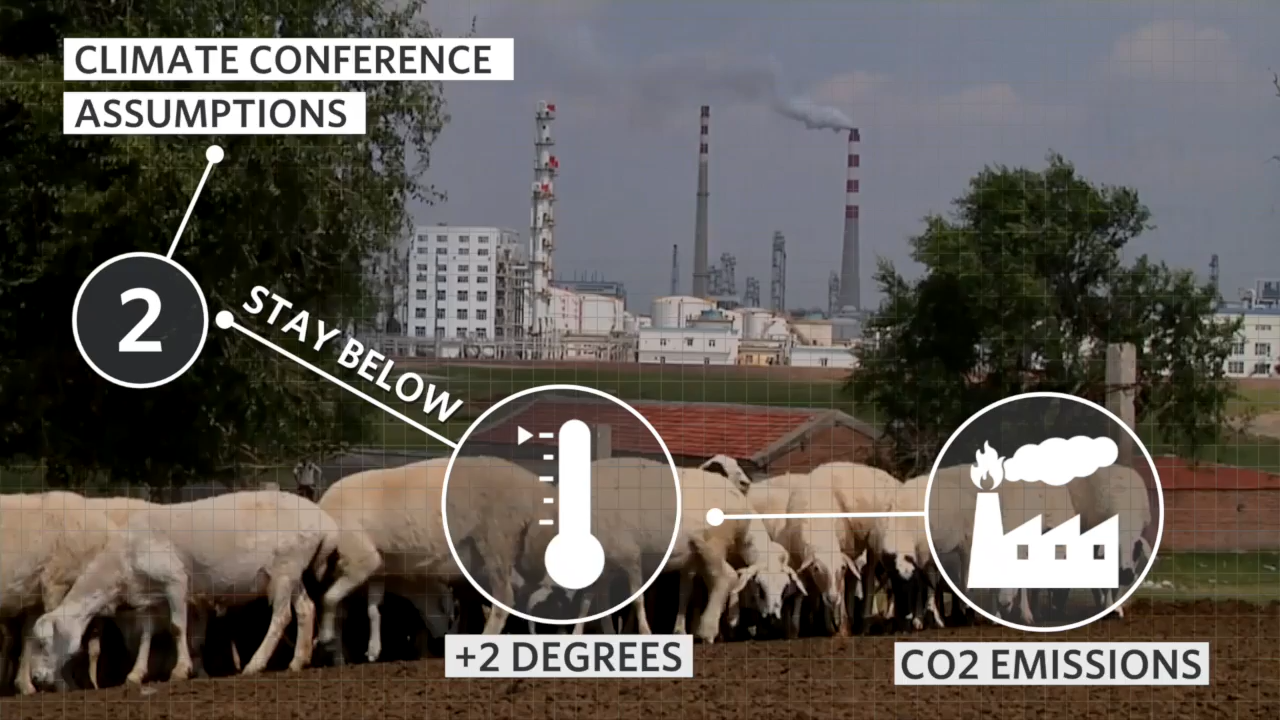 CLIMATE CONFERENCE
ASSUMPTIONS
2
STAY BELOW
+2 DEGREES
CO2 EMISSIONS